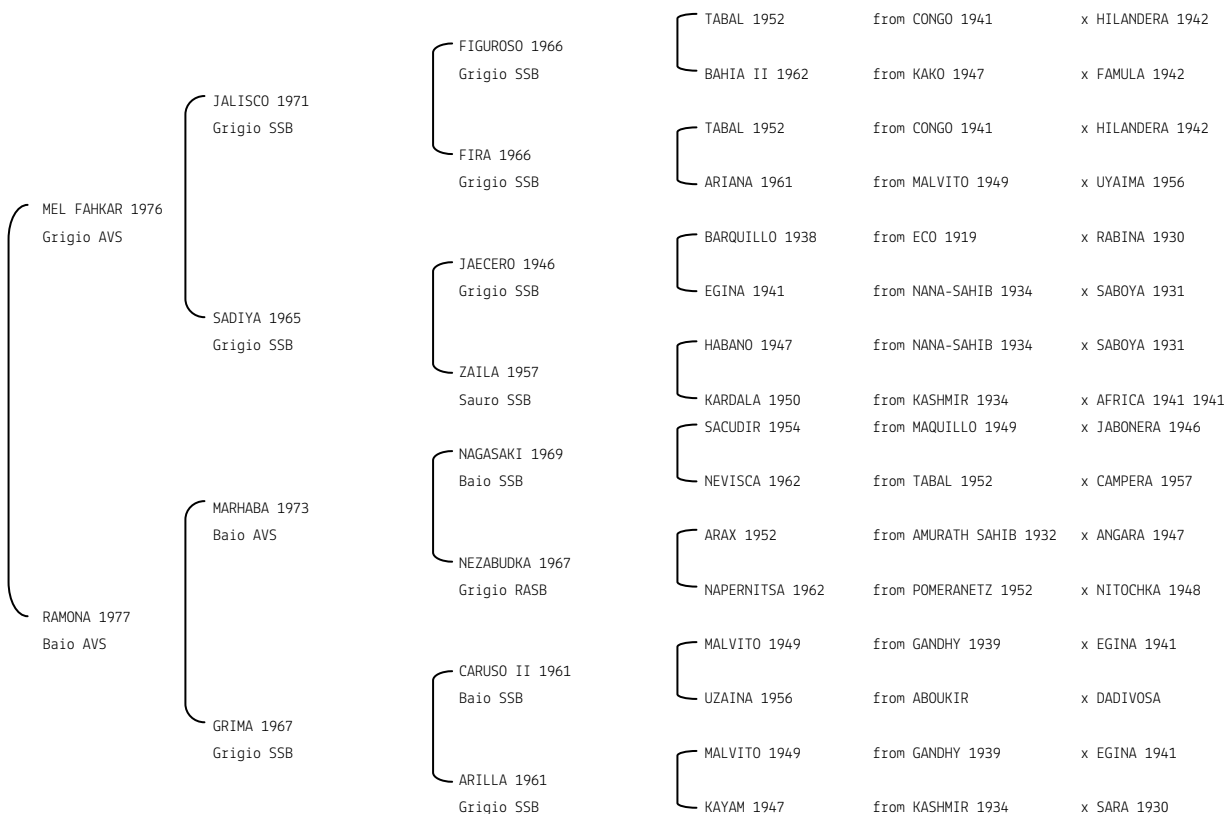 TABAL 1952 from CONGO 1941 x HILANDERA 1942
FIGUROSO 1966
Grigio SSB BAHIA II 1962 from KAKO 1947 x FAMULA 1942
JALISCO 1971
Grigio SSB TABAL 1952 from CONGO 1941 x HILANDERA 1942
FIRA 1966
Grigio SSB ARIANA 1961 from MALVITO 1949 x UYAIMA 1956
MEL FAHKAR 1976
Grigio AVS BARQUILLO 1938 from ECO 1919 x RABINA 1930
JAECERO 1946
Grigio SSB EGINA 1941 from NANA-SAHIB 1934 x SABOYA 1931
SADIYA 1965
Grigio SSB HABANO 1947 from NANA-SAHIB 1934 x SABOYA 1931
ZAILA 1957
Sauro SSB KARDALA 1950 from KASHMIR 1934 x AFRICA 1941 1941
SACUDIR 1954 from MAQUILLO 1949 x JABONERA 1946
NAGASAKI 1969
Baio SSB NEVISCA 1962 from TABAL 1952 x CAMPERA 1957
MARHABA 1973
Baio AVS ARAX 1952 from AMURATH SAHIB 1932 x ANGARA 1947
NEZABUDKA 1967
Grigio RASB NAPERNITSA 1962 from POMERANETZ 1952 x NITOCHKA 1948
RAMONA 1977
Baio AVS MALVITO 1949 from GANDHY 1939 x EGINA 1941
CARUSO II 1961
Baio SSB UZAINA 1956 from ABOUKIR x DADIVOSA
GRIMA 1967
Grigio SSB MALVITO 1949 from GANDHY 1939 x EGINA 1941
ARILLA 1961
Grigio SSB KAYAM 1947 from KASHMIR 1934 x SARA 1930